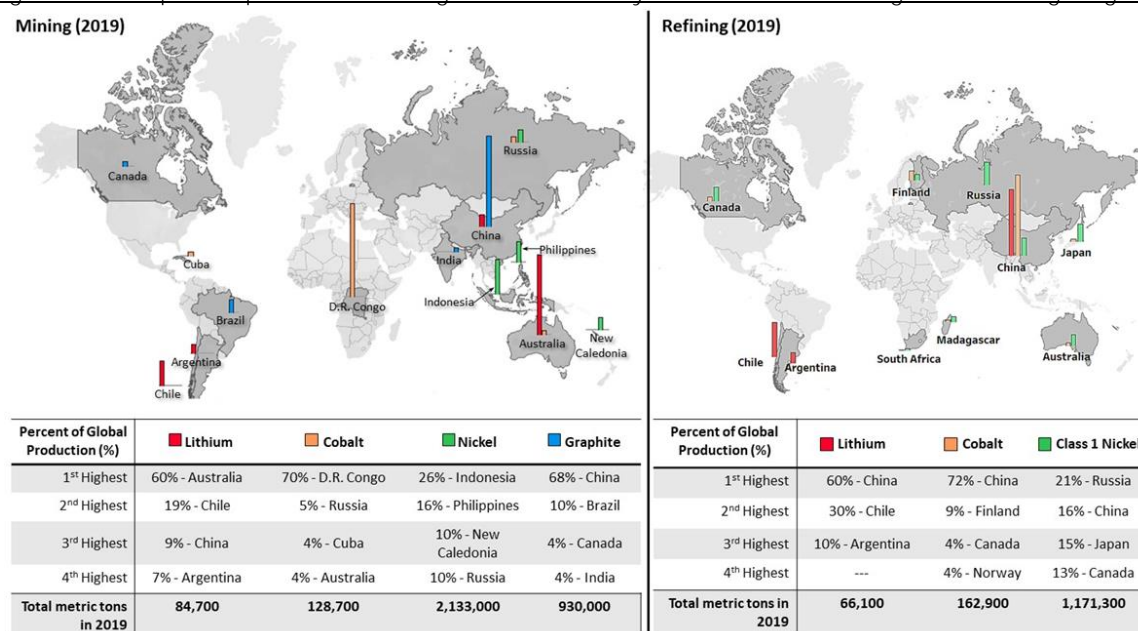 Mining (2019)
Canada
Cuba
Brazil
Argentina
Chile
D.R. Congo
Russia
China
India
Philippines
Indonesia
Australia
New
Caledonia
Percent of Global
Production (%)
Lithium
Cobalt
Nickel
Graphite
1st Highest
60% - Australia
70% - D.R. Congo
26% - Indonesia
68% - China
2nd Highest
19% - Chile
5% - Russia
16% - Philippines
10% - Brazil
3rd Highest
9% - China
4% - Cuba
10% - New
Caledonia
4% - Canada
4th Highest
7% - Argentina
4% - Australia
10% - Russia
4% - India
Total metric tons
in 2019
84,700
128,700
2,133,000
930,000
Refining (2019)
Canada
Finland
Russia
China
Japan
Chile
Argentina
South Africa
Madagascar
Australia
Percent of Global
Production (%)
Lithium
Cobalt
Class 1 Nickel
1st Highest
60% - China
72% - China
21% - Russia
2nd Highest
30% - Chile
9% - Finland
16% - China
3rd Highest
10% - Argentina
4% - Canada
15% - Japan
4th Highest
---
4% - Norway
13% - Canada
Total metric tons in
2019
66,100
162,900
1,171,300